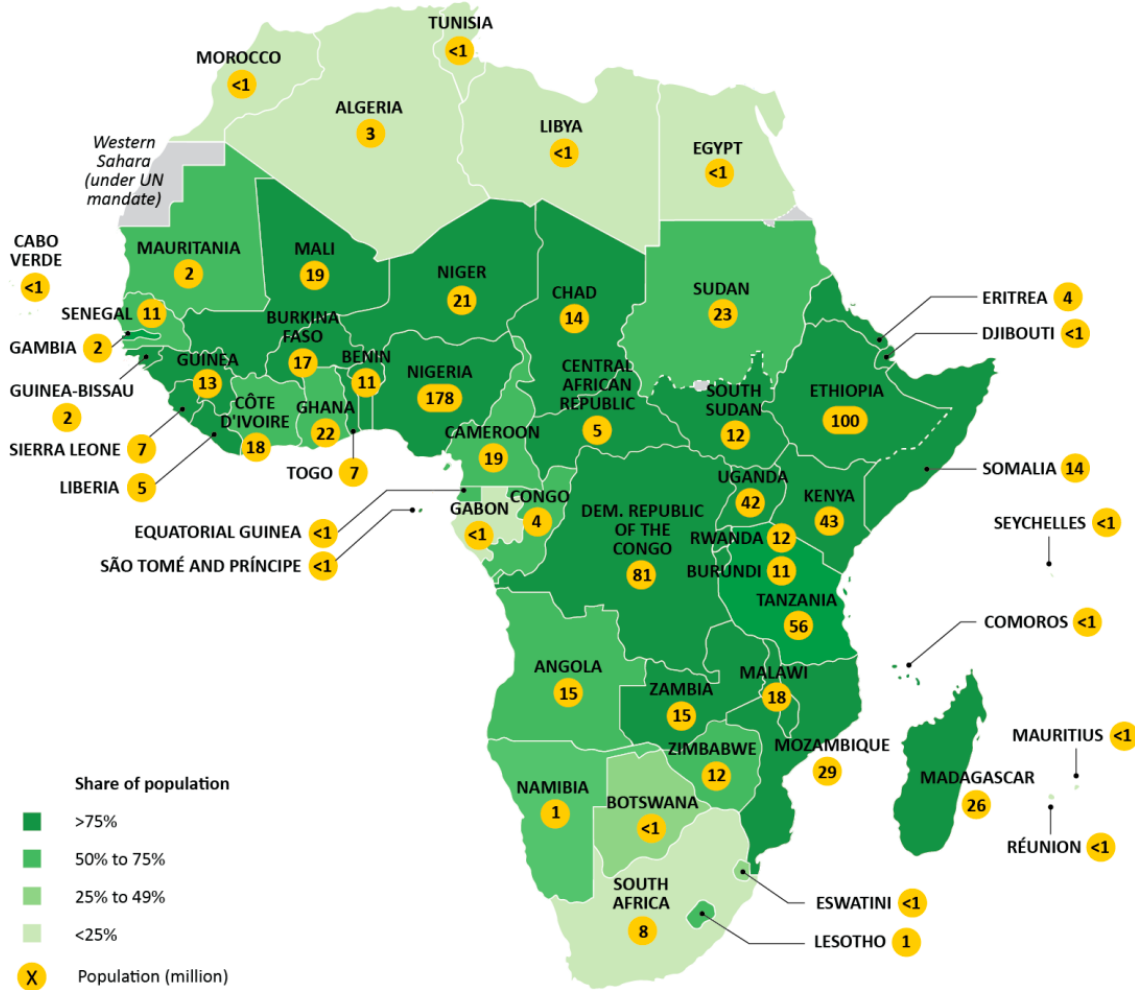 TUNISIA
<1
MOROCCO
<1
ALGERIA
3
LIBYA
<1
EGYPT
<1
Western
Sahara
(under UN
mandate)
CABO
VERDE
<1
MAURITANIA
2
MALI
19
NIGER
21
CHAD
14
SUDAN
23
ERITREA 4
DJIBOUTI <1
SENEGAL 11
GAMBIA 2
GUINEA-BISSAU
2
GUINEA
13
BURKINA
FASO
17
BENIN
11
NIGERIA
178
CENTRAL
AFRICAN
REPUBLIC
5
SOUTH
SUDAN
12
ETHIOPIA
100
SIERRA LEONE 7
LIBERIA 5
CÔTE
D'IVOIRE
18
GHANA
22
TOGO 7
CAMEROON
19
SOMALIA 14
UGANDA
42
KENYA
43
SEYCHELLES <1
EQUATORIAL GUINEA <1
SÃO TOMÉ AND PRÍNCIPE <1
GABON
<1
CONGO
4
DEM. REPUBLIC
OF THE
CONGO
81
RWANDA 12
BURUNDI 11
TANZANIA
56
COMOROS <1
ANGOLA
15
ZAMBIA
15
MALAWI
18
MOZAMBIQUE
29
ZIMBABWE
12
MADAGASCAR
26
MAURITIUS <1
RÉUNION <1
NAMIBIA
1
BOTSWANA
<1
SOUTH
AFRICA
8
ESWATINI <1
LESOTHO 1
Share of population
>75%
50% to 75%
25% to 49%
<25%
X Population (million)